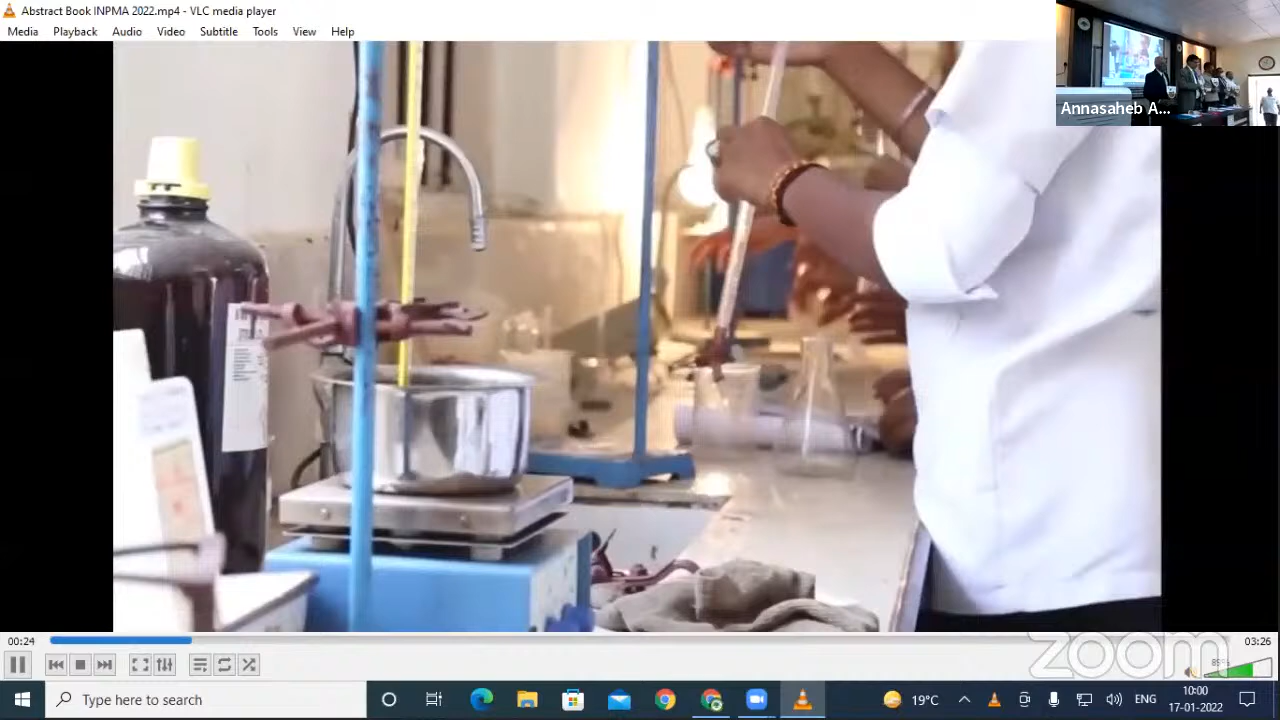 Abstract Book INPMA 2022.mp4 - VLC media player
Media Playback Audio Video Subtitle Tools View Help
Annasaheb A...
00:24
03:26
zoom
85%
Type here to search
19°C
ENG
10:00
17-01-2022